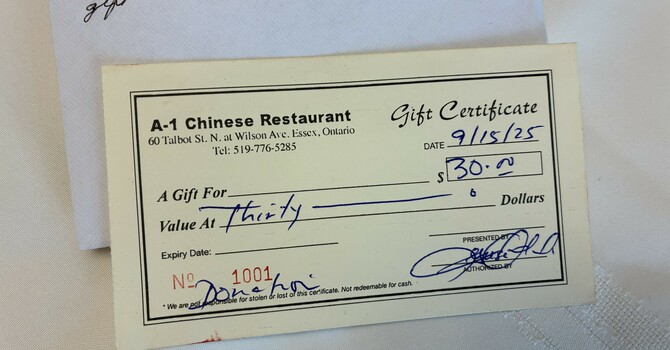 gift
A-1 Chinese Restaurant
60 Talbot St. N. at Wilson Ave. Essex, Ontario
Tel: 519-776-5285
Gift Certificate
DATE 9/15/25
$ 30.00
A Gift For
Value At Thirty Dollars
Expiry Date:
PRESENTED BY
AUTHORIZED BY
No 1001
Donation
* We are not responsible for stolen or lost of this certificate. Not redeemable for cash.